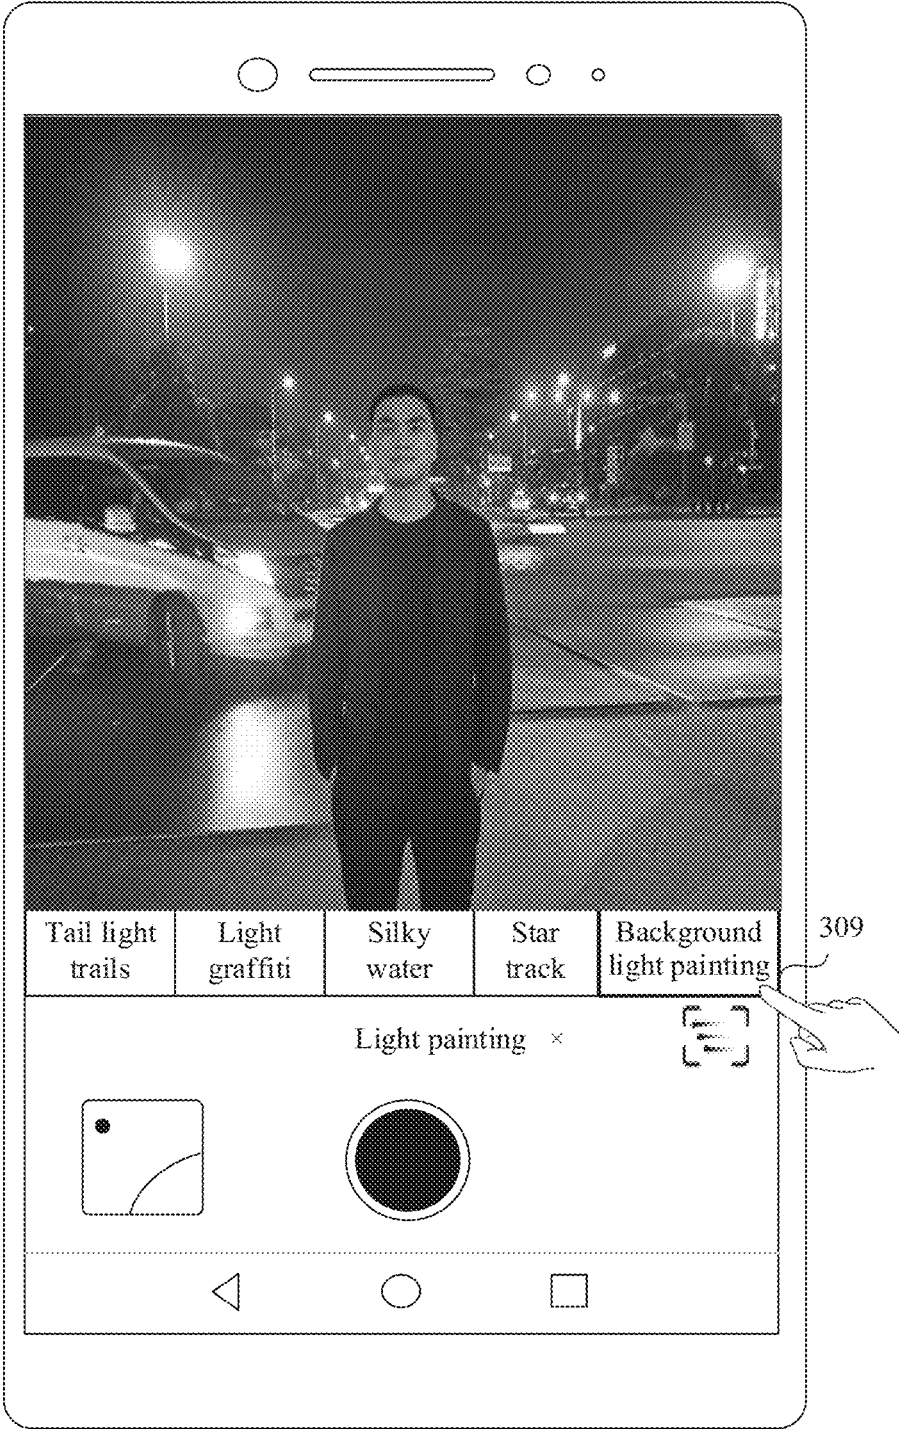 Tail light
trails
Light
graffiti
Silky
water
Star
track
Background
light painting
309
Light painting ×